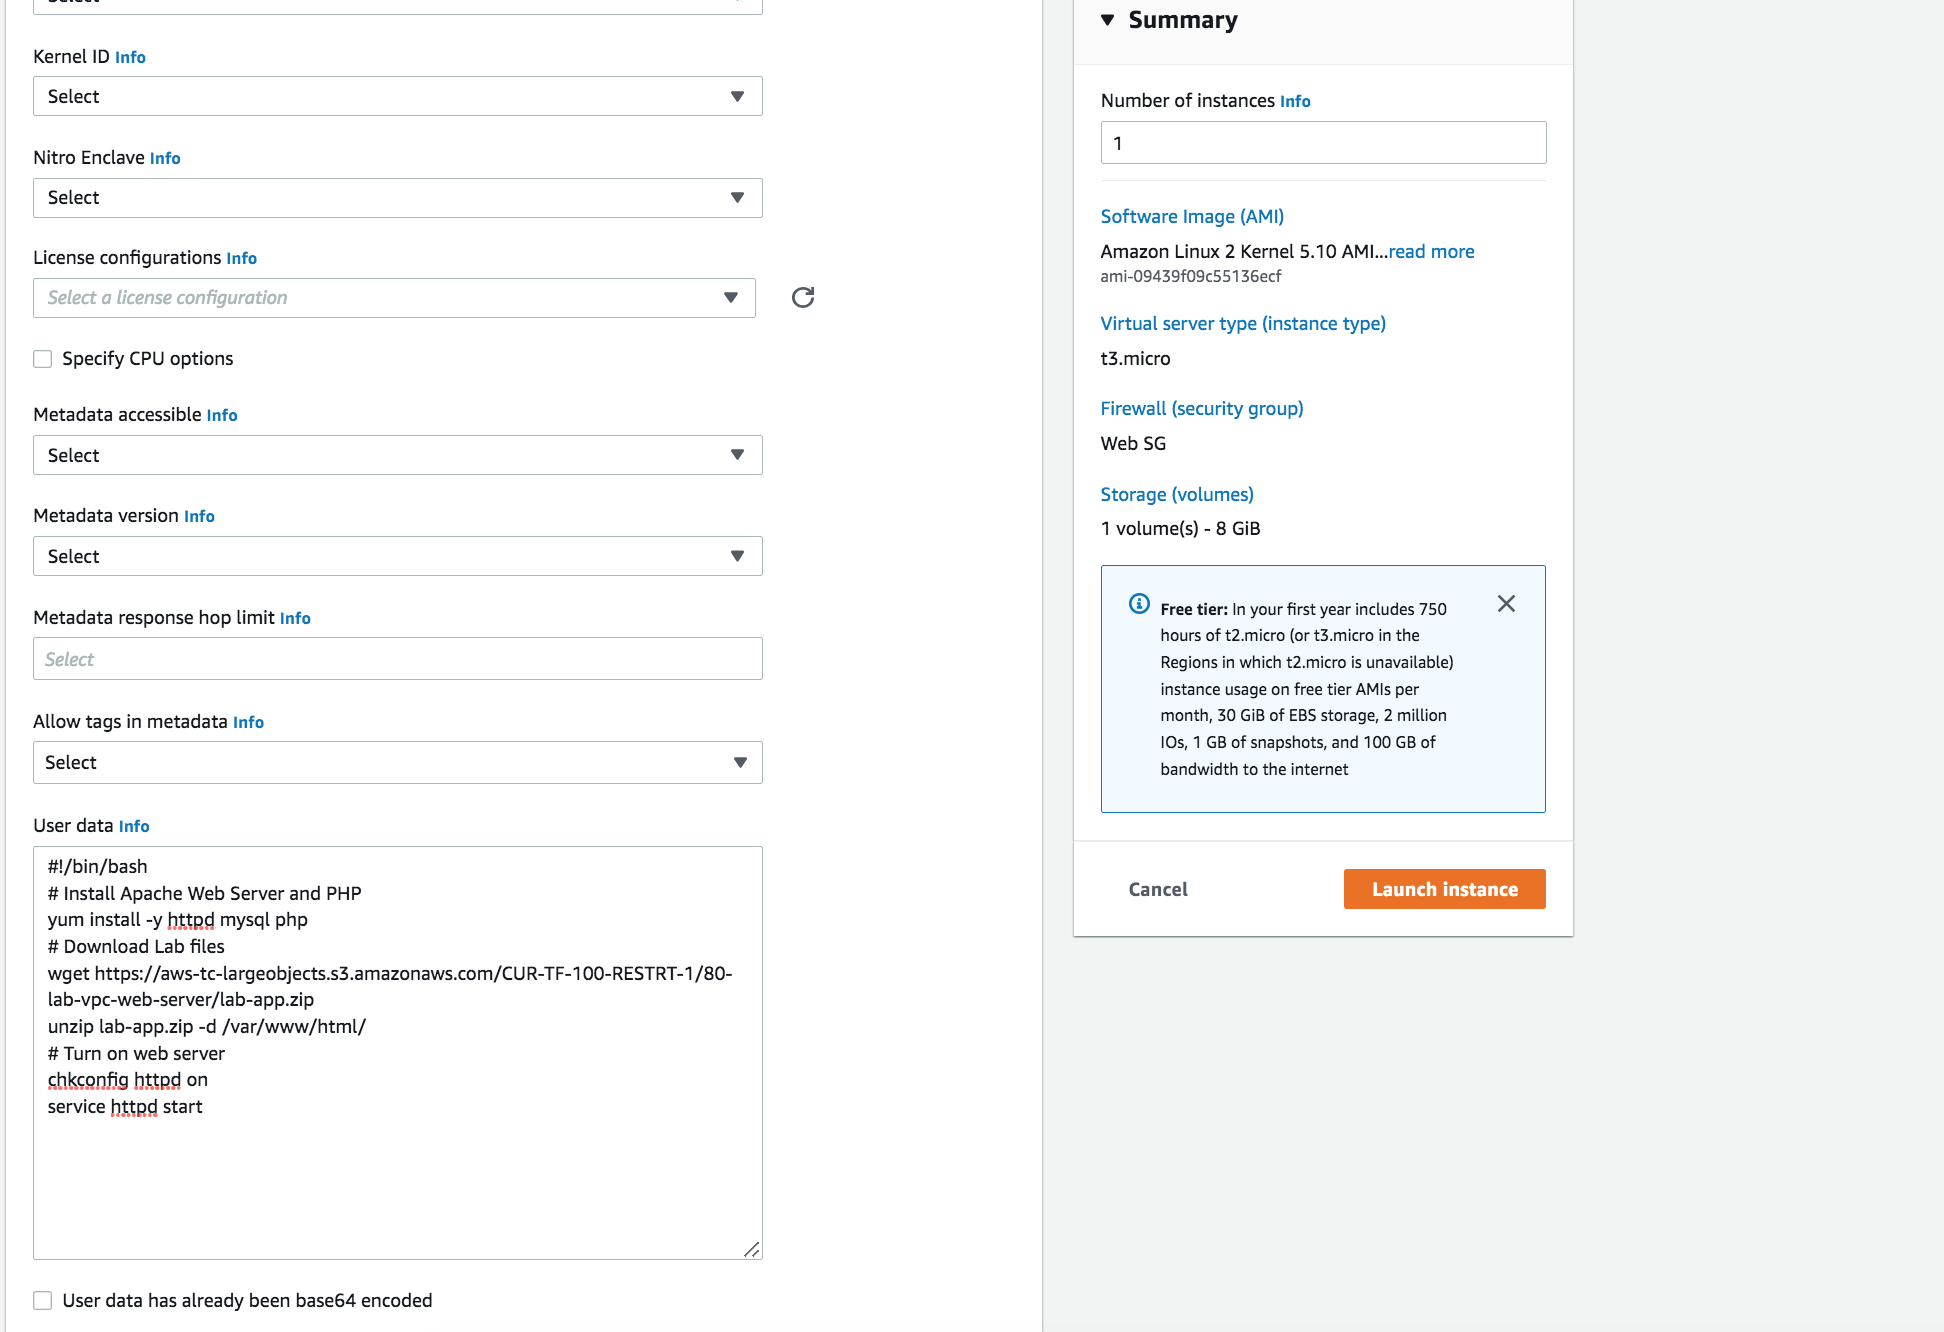 Select
Kernel ID Info
Select
Nitro Enclave Info
Select
License configurations Info
Select a license configuration
Specify CPU options
Metadata accessible Info
Select
Metadata version Info
Select
Metadata response hop limit Info
Select
Allow tags in metadata Info
Select
User data Info
#!/bin/bash
# Install Apache Web Server and PHP
yum install -y httpd mysql php
# Download Lab files
wget https://aws-tc-largeobjects.s3.amazonaws.com/CUR-TF-100-RESTRT-1/80-
lab-vpc-web-server/lab-app.zip
unzip lab-app.zip -d /var/www/html/
# Turn on web server
chkconfig httpd on
service httpd start
User data has already been base64 encoded
Summary
Number of instances Info
1
Software Image (AMI)
Amazon Linux 2 Kernel 5.10 AMI...read more
ami-09439f09c55136ecf
Virtual server type (instance type)
t3.micro
Firewall (security group)
Web SG
Storage (volumes)
1 volume(s) - 8 GiB
Free tier: In your first year includes 750
hours of t2.micro (or t3.micro in the
Regions in which t2.micro is unavailable)
instance usage on free tier AMIs per
month, 30 GiB of EBS storage, 2 million
IOs, 1 GB of snapshots, and 100 GB of
bandwidth to the internet
Cancel
Launch instance